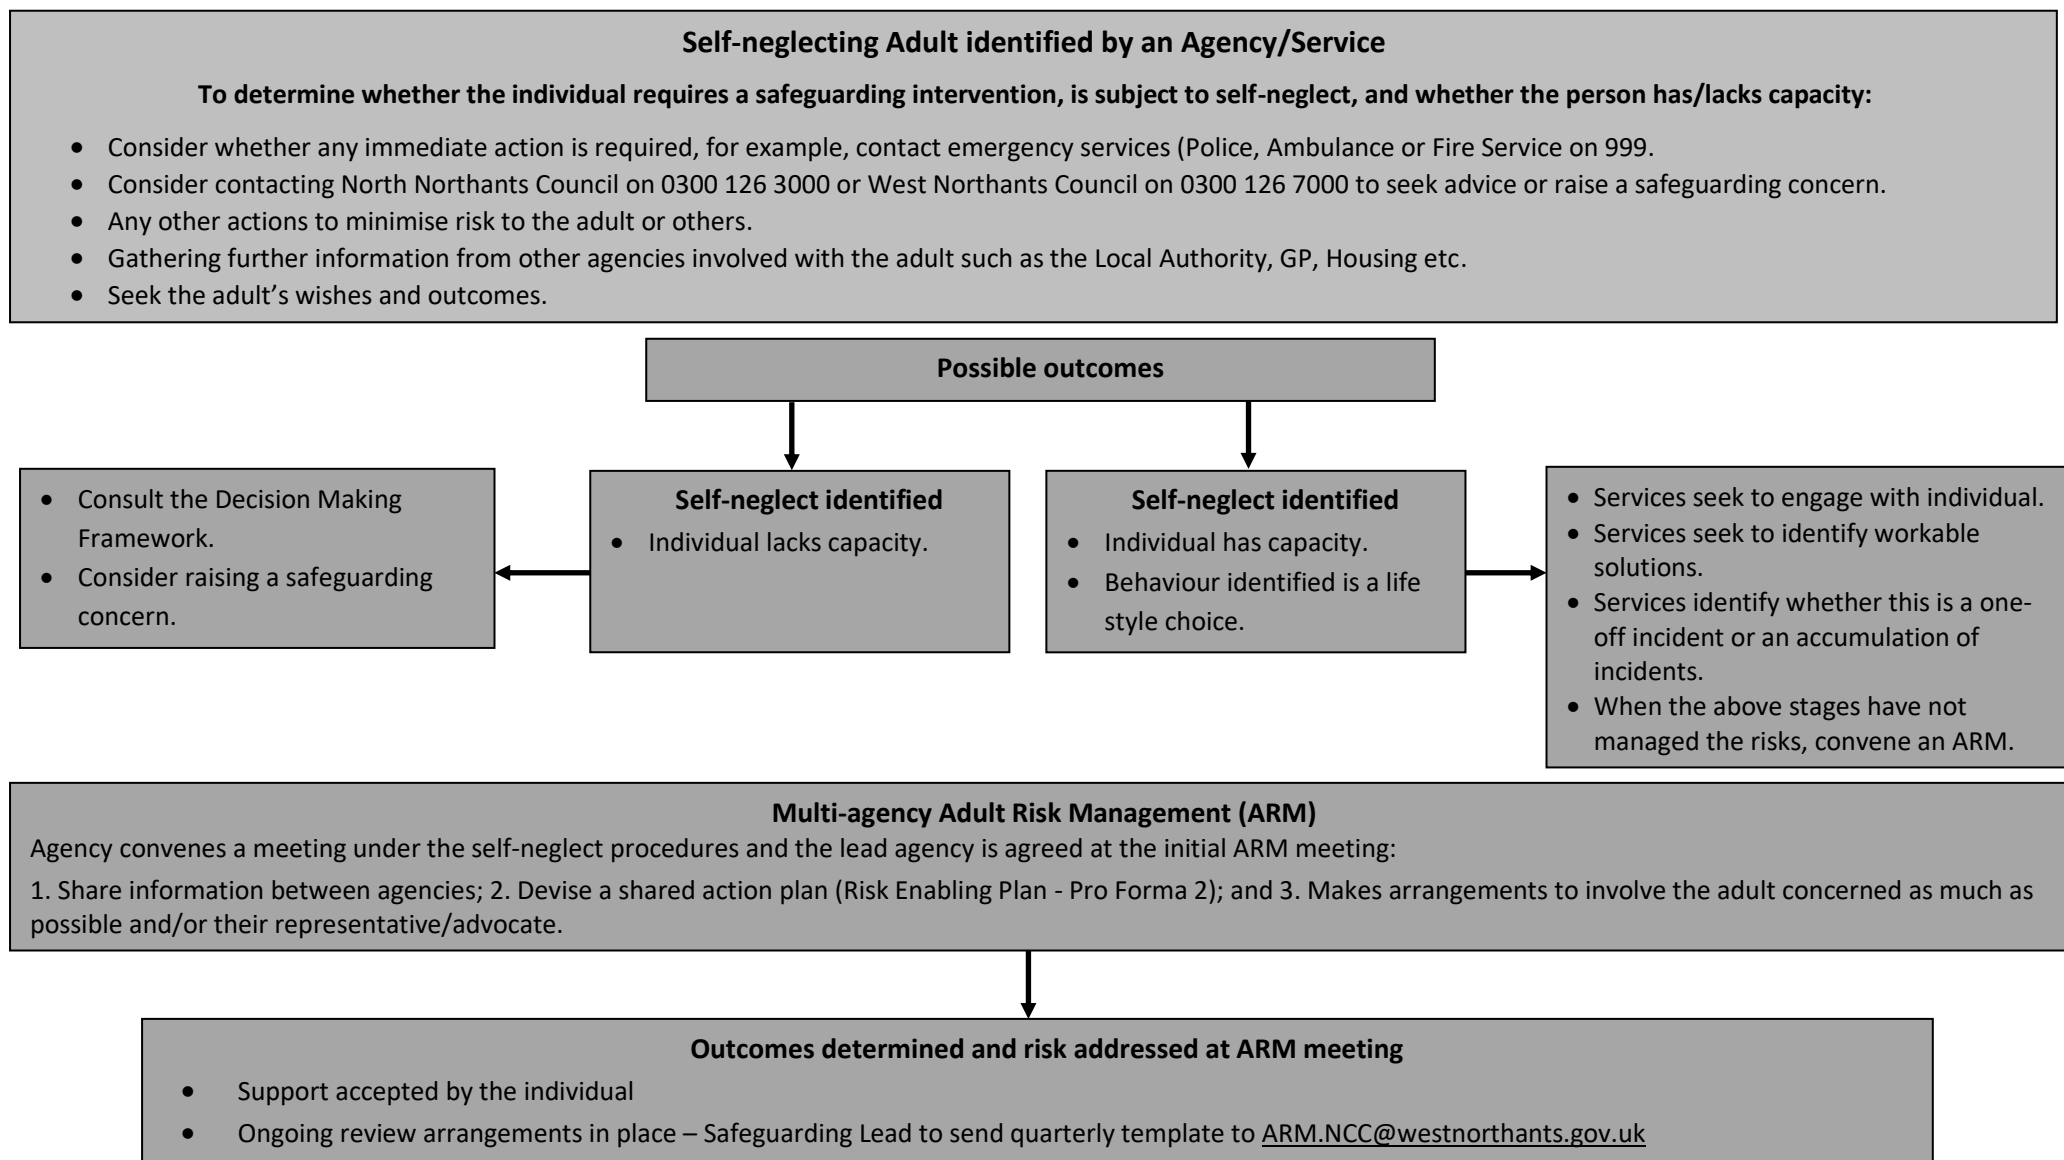 Self-neglecting Adult identified by an Agency/Service
To determine whether the individual requires a safeguarding intervention, is subject to self-neglect, and whether the person has/lacks capacity:
• Consider whether any immediate action is required, for example, contact emergency services (Police, Ambulance or Fire Service on 999.
• Consider contacting North Northants Council on 0300 126 3000 or West Northants Council on 0300 126 7000 to seek advice or raise a safeguarding concern.
• Any other actions to minimise risk to the adult or others.
• Gathering further information from other agencies involved with the adult such as the Local Authority, GP, Housing etc.
• Seek the adult’s wishes and outcomes.
Possible outcomes
• Consult the Decision Making
Framework.
• Consider raising a safeguarding
concern.
Self-neglect identified
• Individual lacks capacity.
Self-neglect identified
• Individual has capacity.
• Behaviour identified is a life
style choice.
• Services seek to engage with individual.
• Services seek to identify workable
solutions.
• Services identify whether this is a one-
off incident or an accumulation of
incidents.
• When the above stages have not
managed the risks, convene an ARM.
Multi-agency Adult Risk Management (ARM)
Agency convenes a meeting under the self-neglect procedures and the lead agency is agreed at the initial ARM meeting:
1. Share information between agencies; 2. Devise a shared action plan (Risk Enabling Plan - Pro Forma 2); and 3. Makes arrangements to involve the adult concerned as much as
possible and/or their representative/advocate.
Outcomes determined and risk addressed at ARM meeting
• Support accepted by the individual
• Ongoing review arrangements in place – Safeguarding Lead to send quarterly template to ARM.NCC@westnorthants.gov.uk